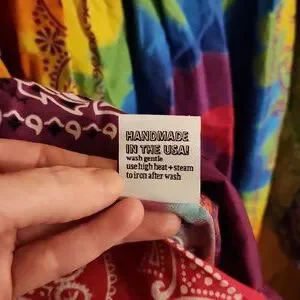 HANDMADE
IN THE USA!
wash gentle
use high heat + steam
to iron after wash